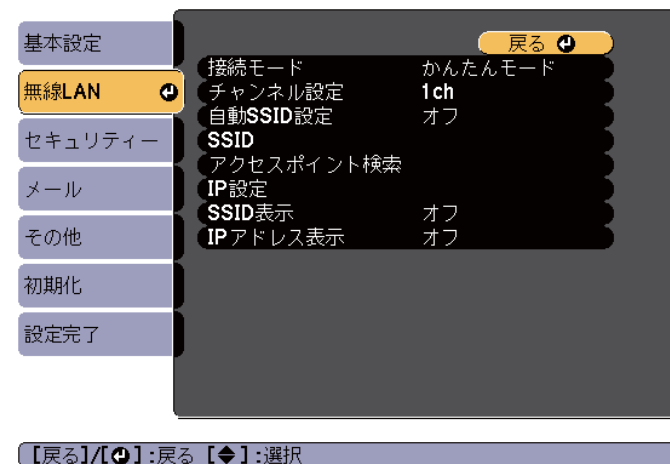 基本設定
無線LAN
セキュリティー
メール
その他
初期化
設定完了
戻る
接続モード かんたんモード
チャンネル設定 1ch
自動SSID設定 オフ
SSID
アクセスポイント検索
IP設定
SSID表示 オフ
IPアドレス表示 オフ
[戻る]/[⏎]:戻る [◆]:選択